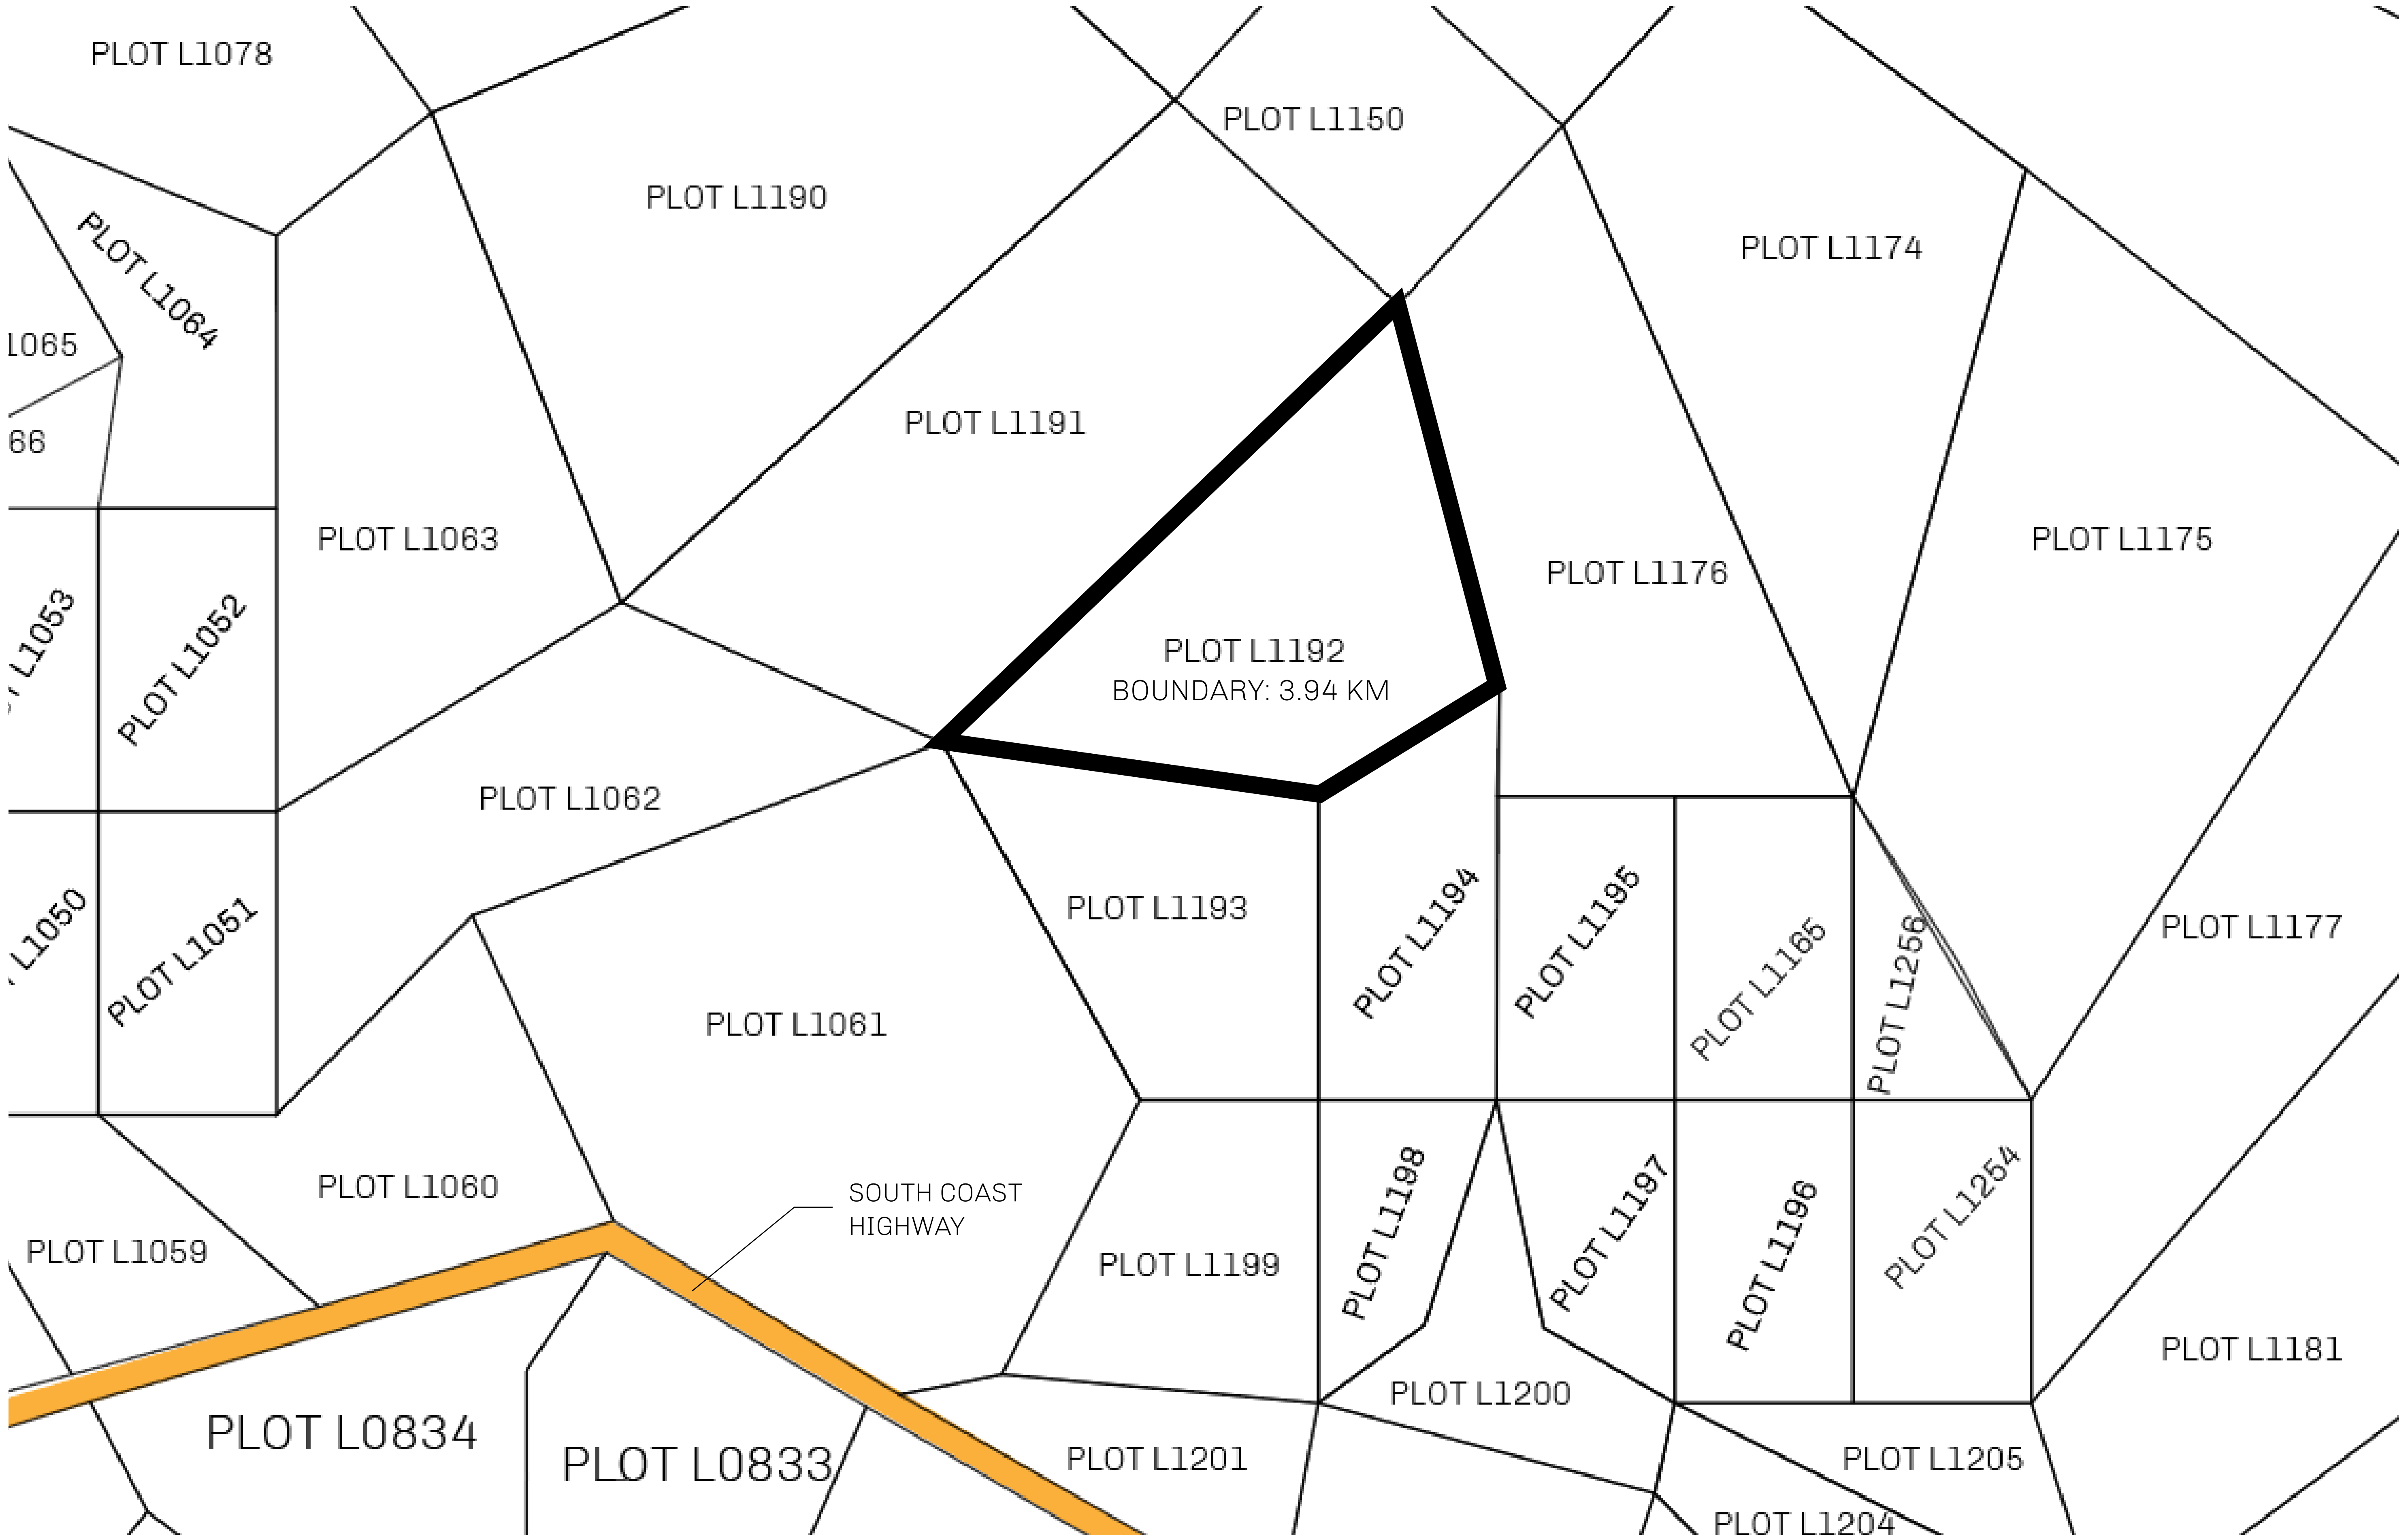 PLOT L1078
PLOT L1150
PLOT L1190
PLOT L1174
PLOT L1064
L1065
66
PLOT L1191
PLOT L1063
PLOT L1175
PLOT L1176
L1053
PLOT L1052
PLOT L1192
BOUNDARY: 3.94 KM
PLOT L1062
PLOT L1193
PLOT L1194
PLOT L1195
PLOT L1165
PLOT L1256
PLOT L1177
L1050
PLOT L1051
PLOT L1061
PLOT L1060
SOUTH COAST
HIGHWAY
PLOT L1059
PLOT L1199
PLOT L1198
PLOT L1197
PLOT L1196
PLOT L1254
PLOT L1181
PLOT L1200
PLOT L0834
PLOT L0833
PLOT L1201
PLOT L1205
PLOT L1204